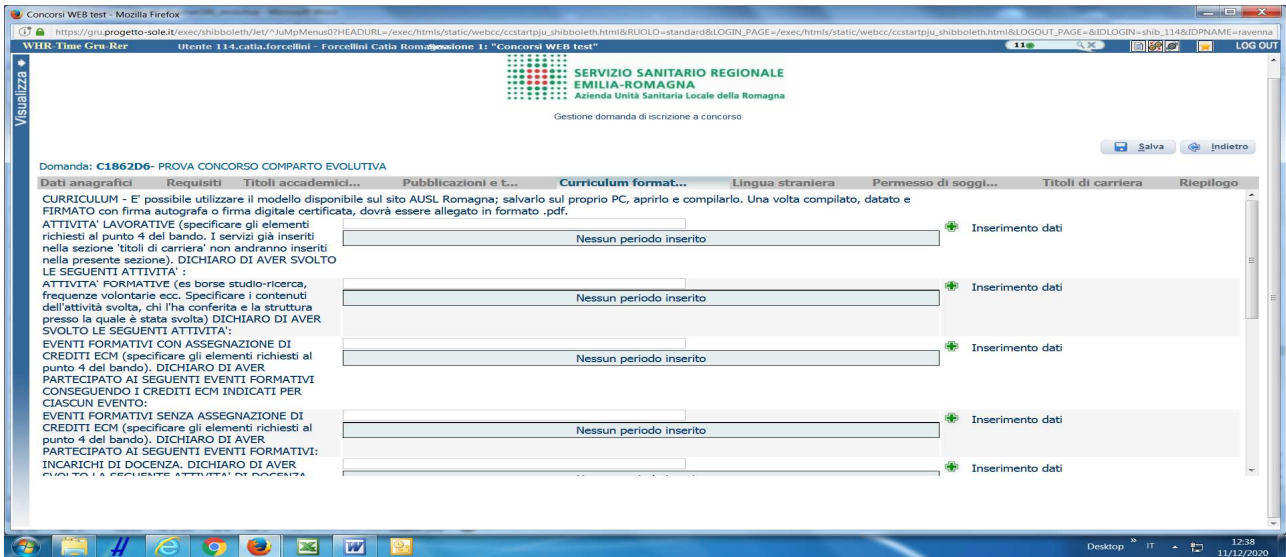 Concorsi WEB test - Mozilla Firefox
https://gru.progetto-sole.it/exec/shibboleth/Jet/^JuMpMenus0?HEADURL=/exec/htmls/static/webcc/ccstartpju_shibboleth.html&RUOLO=standard&LOGIN_PAGE=/exec/htmls/static/webcc/ccstartpju_shibboleth.html&LOGOUT_PAGE=&IDLOGIN=shib_114&IDPNAME=ravenna
WHR-Time Gru-Rer Utente 114.catia.forcellini - Forcellini Catia Sessione 1: "Concorsi WEB test" 11 LOG OUT
Visualizza
SERVIZIO SANITARIO REGIONALE
EMILIA-ROMAGNA
Azienda Unità Sanitaria Locale della Romagna
Gestione domanda di iscrizione a concorso
Salva Indietro
Domanda: C1862D6- PROVA CONCORSO COMPARTO EVOLUTIVA
Dati anagrafici Requisiti Titoli accademici... Pubblicazioni e t... Curriculum format... Lingua straniera Permesso di soggi... Titoli di carriera Riepilogo
CURRICULUM - E' possibile utilizzare il modello disponibile sul sito AUSL Romagna; salvarlo sul proprio PC, aprirlo e compilarlo. Una volta compilato, datato e
FIRMATO con firma autografa o firma digitale certificata, dovrà essere allegato in formato .pdf.
ATTIVITA' LAVORATIVE (specificare
gli elementi
richiesti al punto 4 del bando. I
servizi già inseriti
nella sezione 'titoli di carriera' non andranno inseriti
nella presente sezione). DICHIARO DI AVER SVOLTO
LE SEGUENTI ATTIVITA' :
Nessun periodo inserito
Inserimento dati
ATTIVITA' FORMATIVE (es borse studio-ricerca,
frequenze volontarie ecc. Specificare i contenuti
dell'attività svolta, chi l'ha conferita e la struttura
presso la quale è stata svolta) DICHIARO DI AVER
SVOLTO LE SEGUENTI ATTIVITA':
Nessun periodo inserito
Inserimento dati
EVENTI FORMATIVI CON ASSEGNAZIONE DI
CREDITI ECM (specificare gli elementi richiesti al
punto 4 del bando). DICHIARO DI AVER
PARTECIPATO AI SEGUENTI EVENTI FORMATIVI
CONSEGUENDO I CREDITI ECM INDICATI PER
CIASCUN EVENTO:
Nessun periodo inserito
Inserimento dati
EVENTI FORMATIVI SENZA ASSEGNAZIONE DI
CREDITI ECM (specificare gli elementi richiesti al
punto 4 del bando). DICHIARO DI AVER
PARTECIPATO AI SEGUENTI EVENTI FORMATIVI:
Nessun periodo inserito
Inserimento dati
INCARICHI DI DOCENZA. DICHIARO DI AVER
SVOLTO LA SEGUENTE ATTIVITA' DI DOCENZA
Inserimento dati
Desktop IT 12:38
11/12/2020